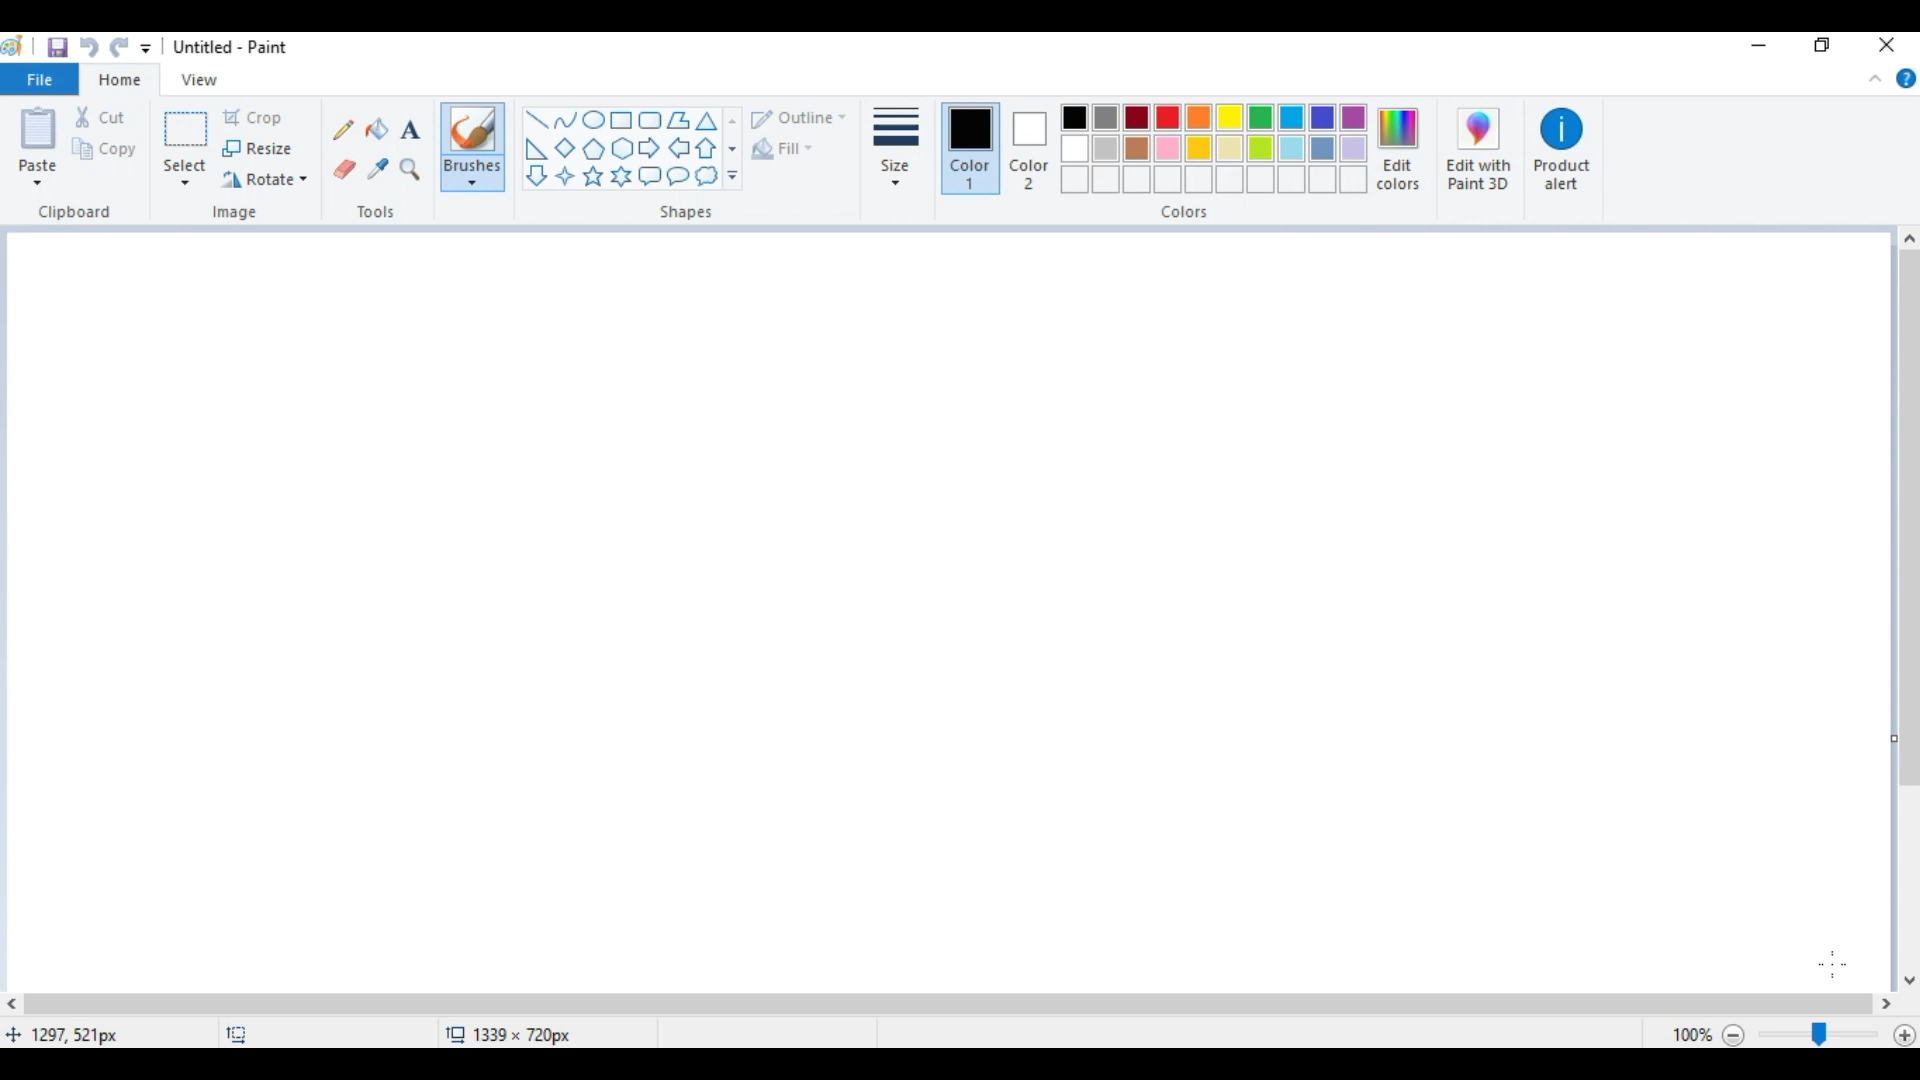 Untitled - Paint
File Home View
Cut Crop Outline
Copy Resize Fill
Rotate
Paste Select Brushes Size Color 1 Color 2 Edit colors Edit with Paint 3D Product alert
Clipboard Image Tools Shapes Colors
1297, 521px 1339 × 720px 100%